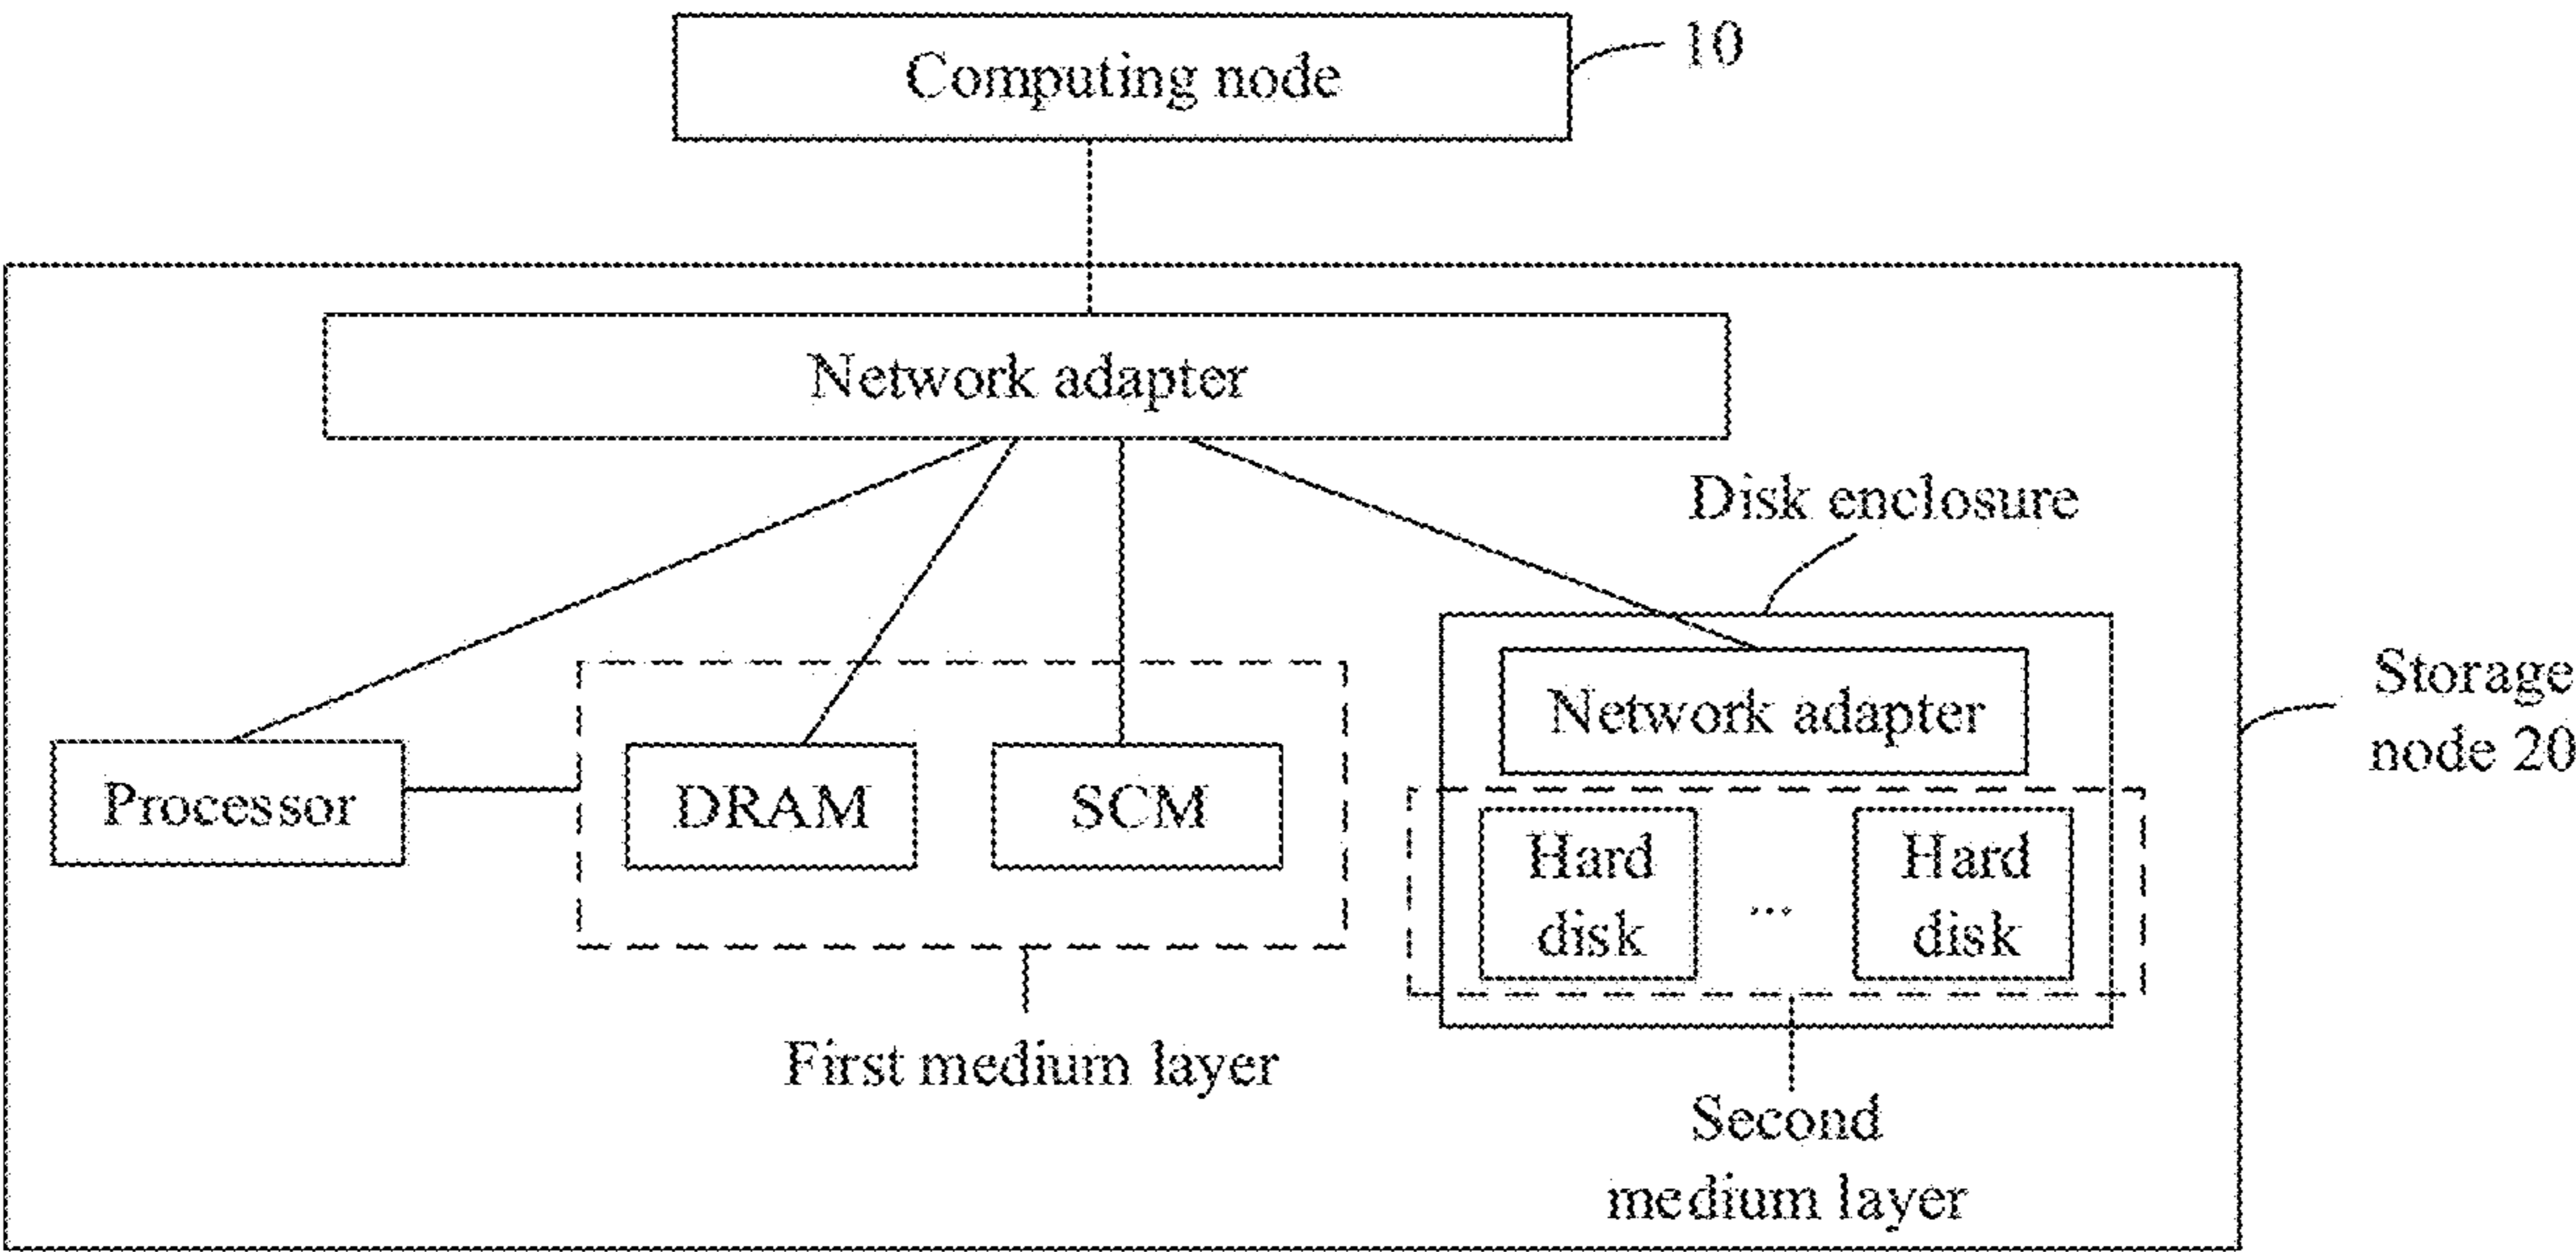 Computing node
10
Network adapter
Disk enclosure
Network adapter
Storage
node 20
Processor
DRAM
SCM
Hard
disk
...
Hard
disk
First medium layer
Second
medium layer